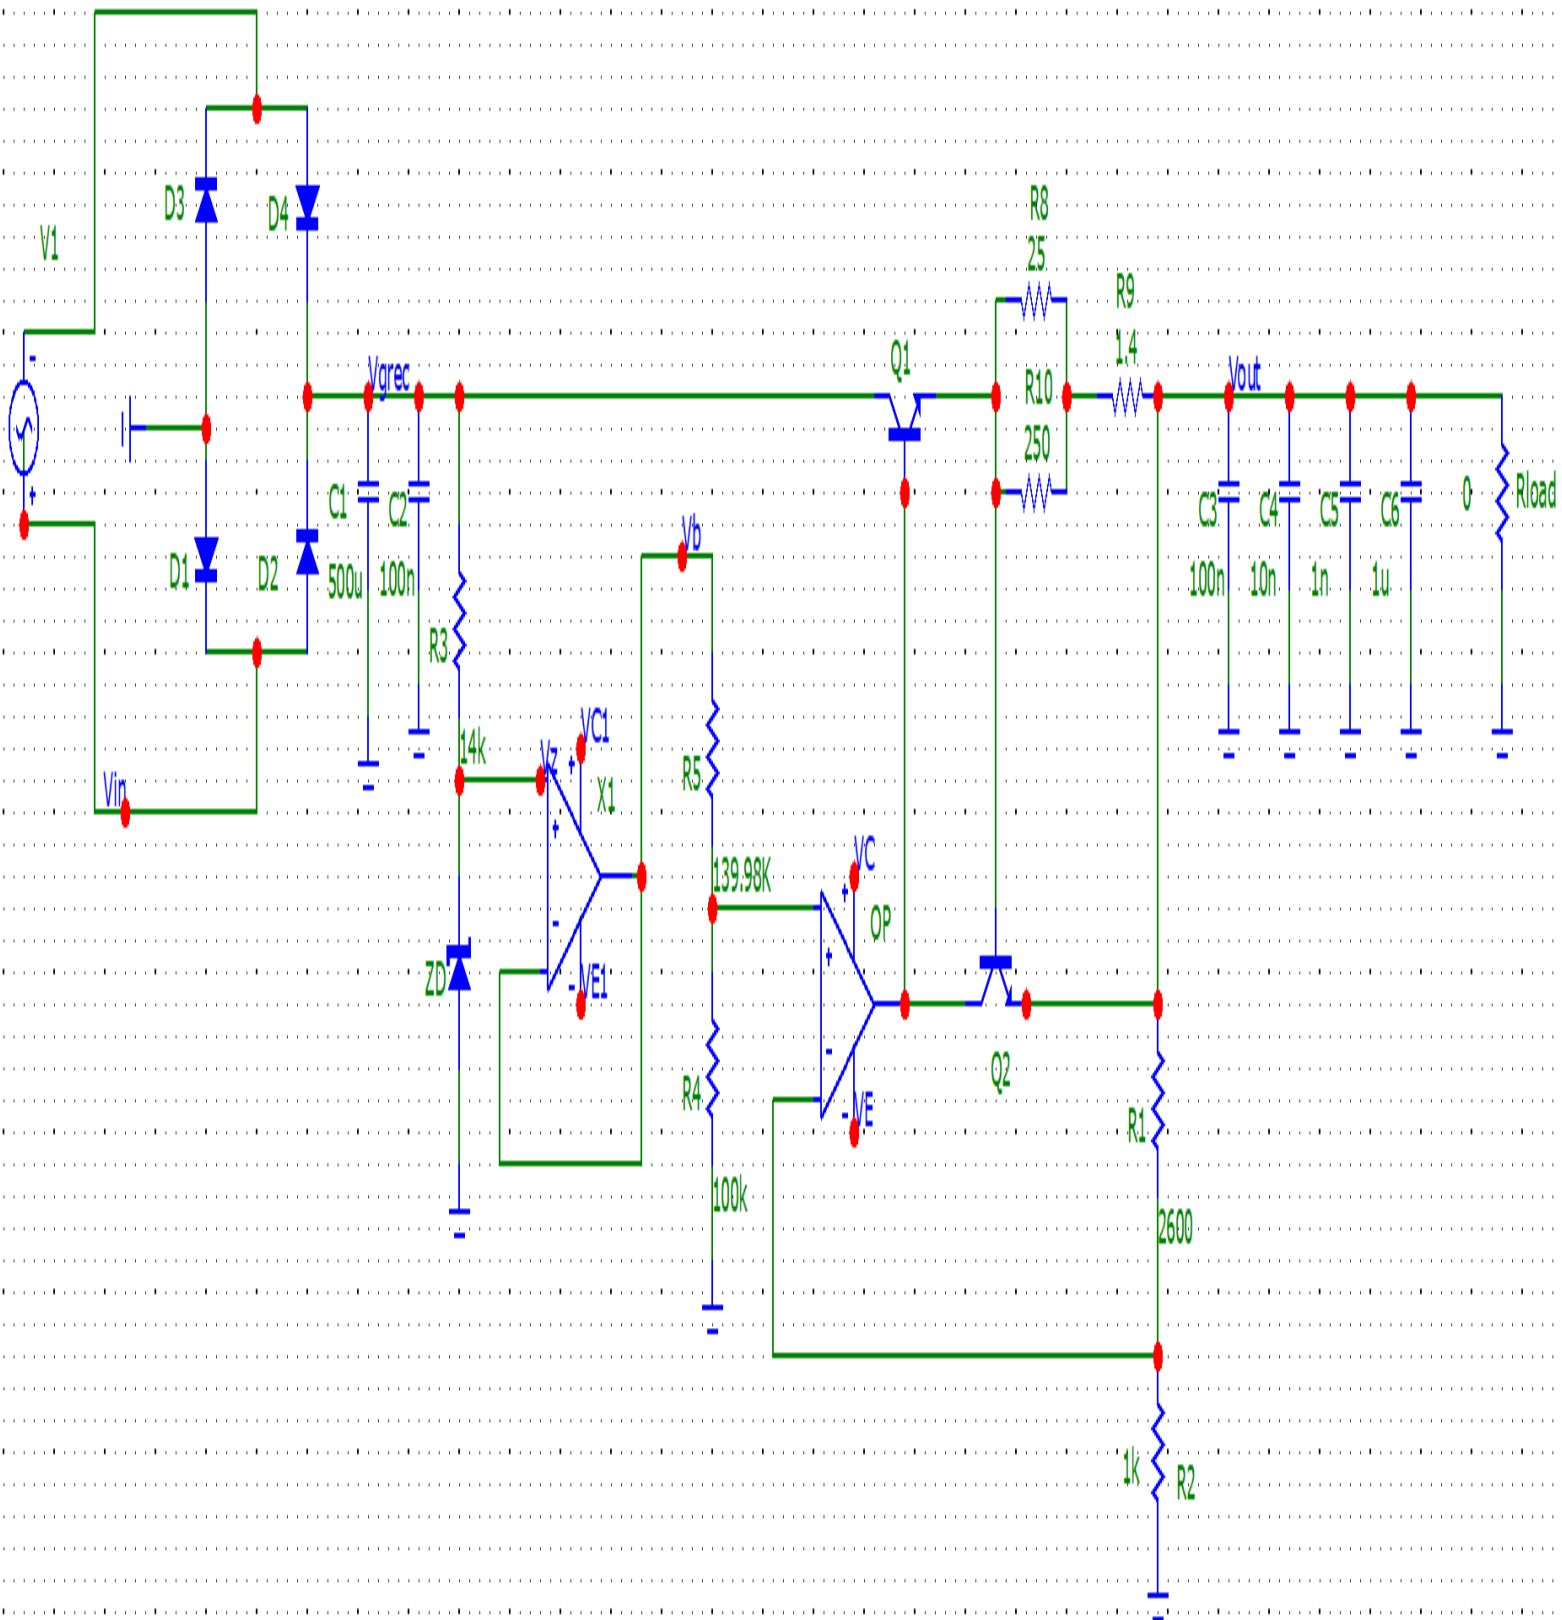 V1
D3
D4
D1
D2
Vin
Vgrec
C1
500u
C2
100n
R3
14k
ZD
Vz
VC1
X1
VE1
Vb
R5
139.98K
R4
100k
VC
OP
VE
Q1
Q2
R8
25
R10
250
R9
1.4
Vout
C3
100n
C4
10n
C5
1n
C6
1u
0
Rload
R1
2600
1k
R2